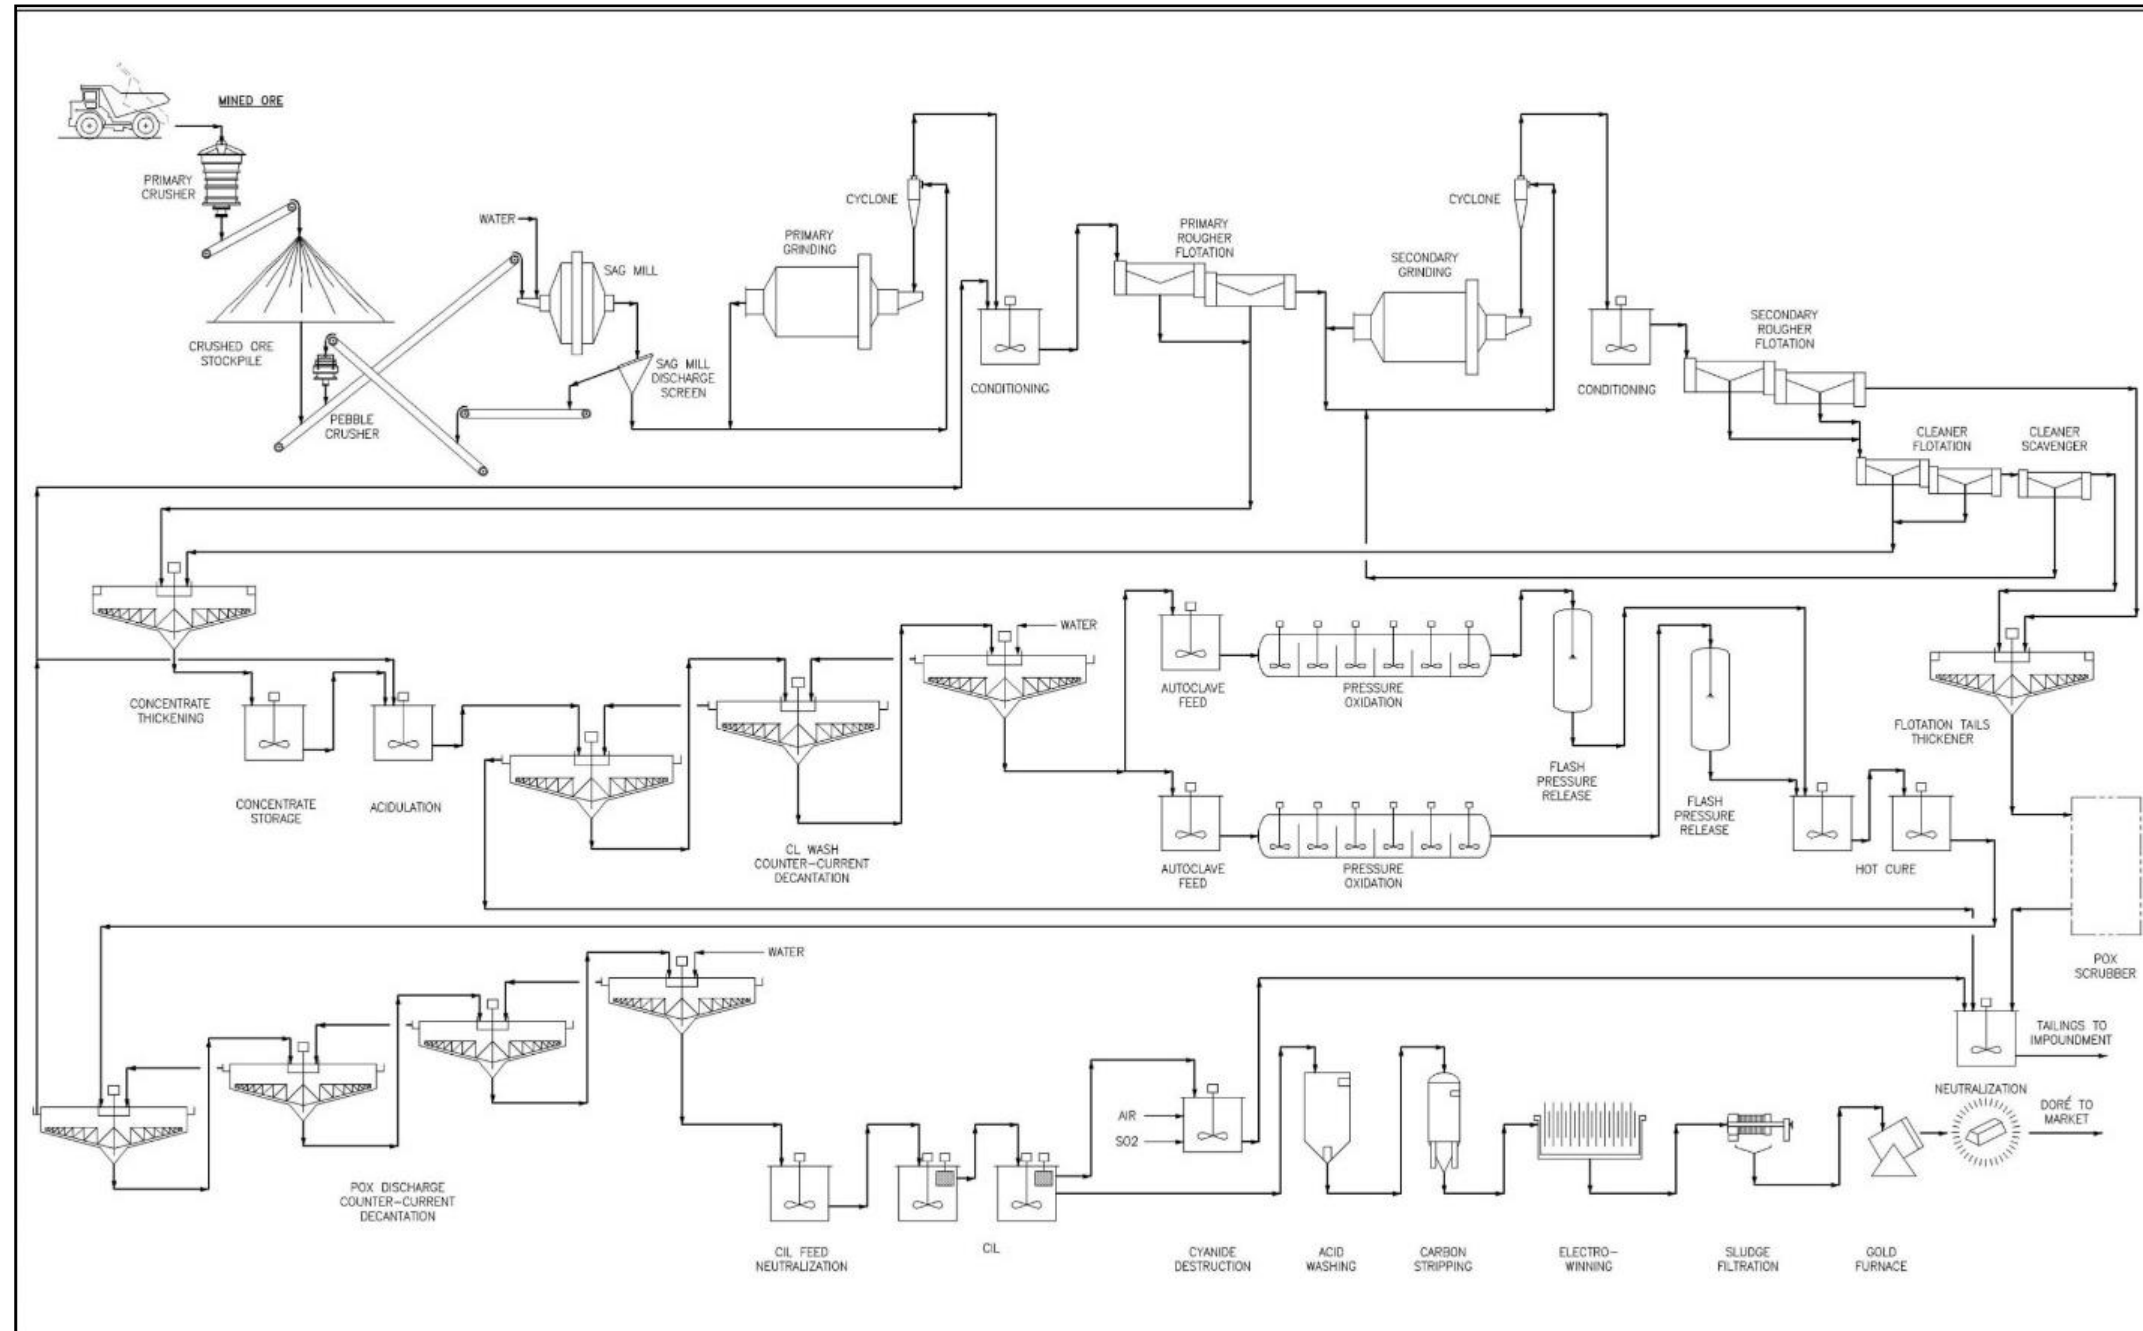 MINED ORE
PRIMARY
CRUSHER
CRUSHED ORE
STOCKPILE
PEBBLE
CRUSHER
WATER
SAG MILL
SAG MILL
DISCHARGE
SCREEN
PRIMARY
GRINDING
CYCLONE
CONDITIONING
PRIMARY
ROUGHER
FLOTATION
SECONDARY
GRINDING
CYCLONE
CONDITIONING
SECONDARY
ROUGHER
FLOTATION
CLEANER
FLOTATION
CLEANER
SCAVENGER
CONCENTRATE
THICKENING
CONCENTRATE
STORAGE
ACIDULATION
CL WASH
COUNTER-CURRENT
DECANTATION
WATER
AUTOCLAVE
FEED
PRESSURE
OXIDATION
AUTOCLAVE
FEED
PRESSURE
OXIDATION
FLASH
PRESSURE
RELEASE
FLASH
PRESSURE
RELEASE
HOT CURE
FLOTATION TAILS
THICKENER
POX
SCRUBBER
WATER
POX DISCHARGE
COUNTER-CURRENT
DECANTATION
CIL FEED
NEUTRALIZATION
CIL
AIR
SO2
CYANIDE
DESTRUCTION
ACID
WASHING
CARBON
STRIPPING
ELECTRO-
WINNING
SLUDGE
FILTRATION
GOLD
FURNACE
NEUTRALIZATION
TAILINGS TO
IMPOUNDMENT
DORÉ TO
MARKET